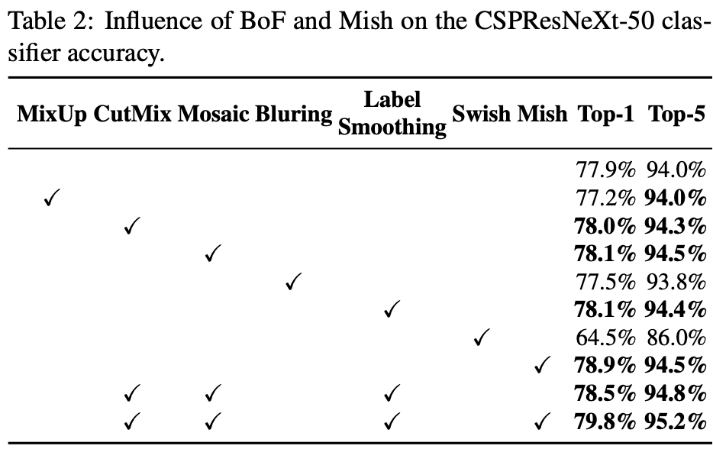 Table 2: Influence of BoF and Mish on the CSPResNeXt-50 clas-
sifier accuracy.
MixUp CutMix Mosaic Bluring Label Smoothing Swish Mish Top-1 Top-5
77.9% 94.0%
✓ 77.2% 94.0%
✓ 78.0% 94.3%
✓ 78.1% 94.5%
✓ 77.5% 93.8%
✓ 78.1% 94.4%
✓ 64.5% 86.0%
✓ 78.9% 94.5%
✓ ✓ ✓ 78.5% 94.8%
✓ ✓ ✓ ✓ 79.8% 95.2%